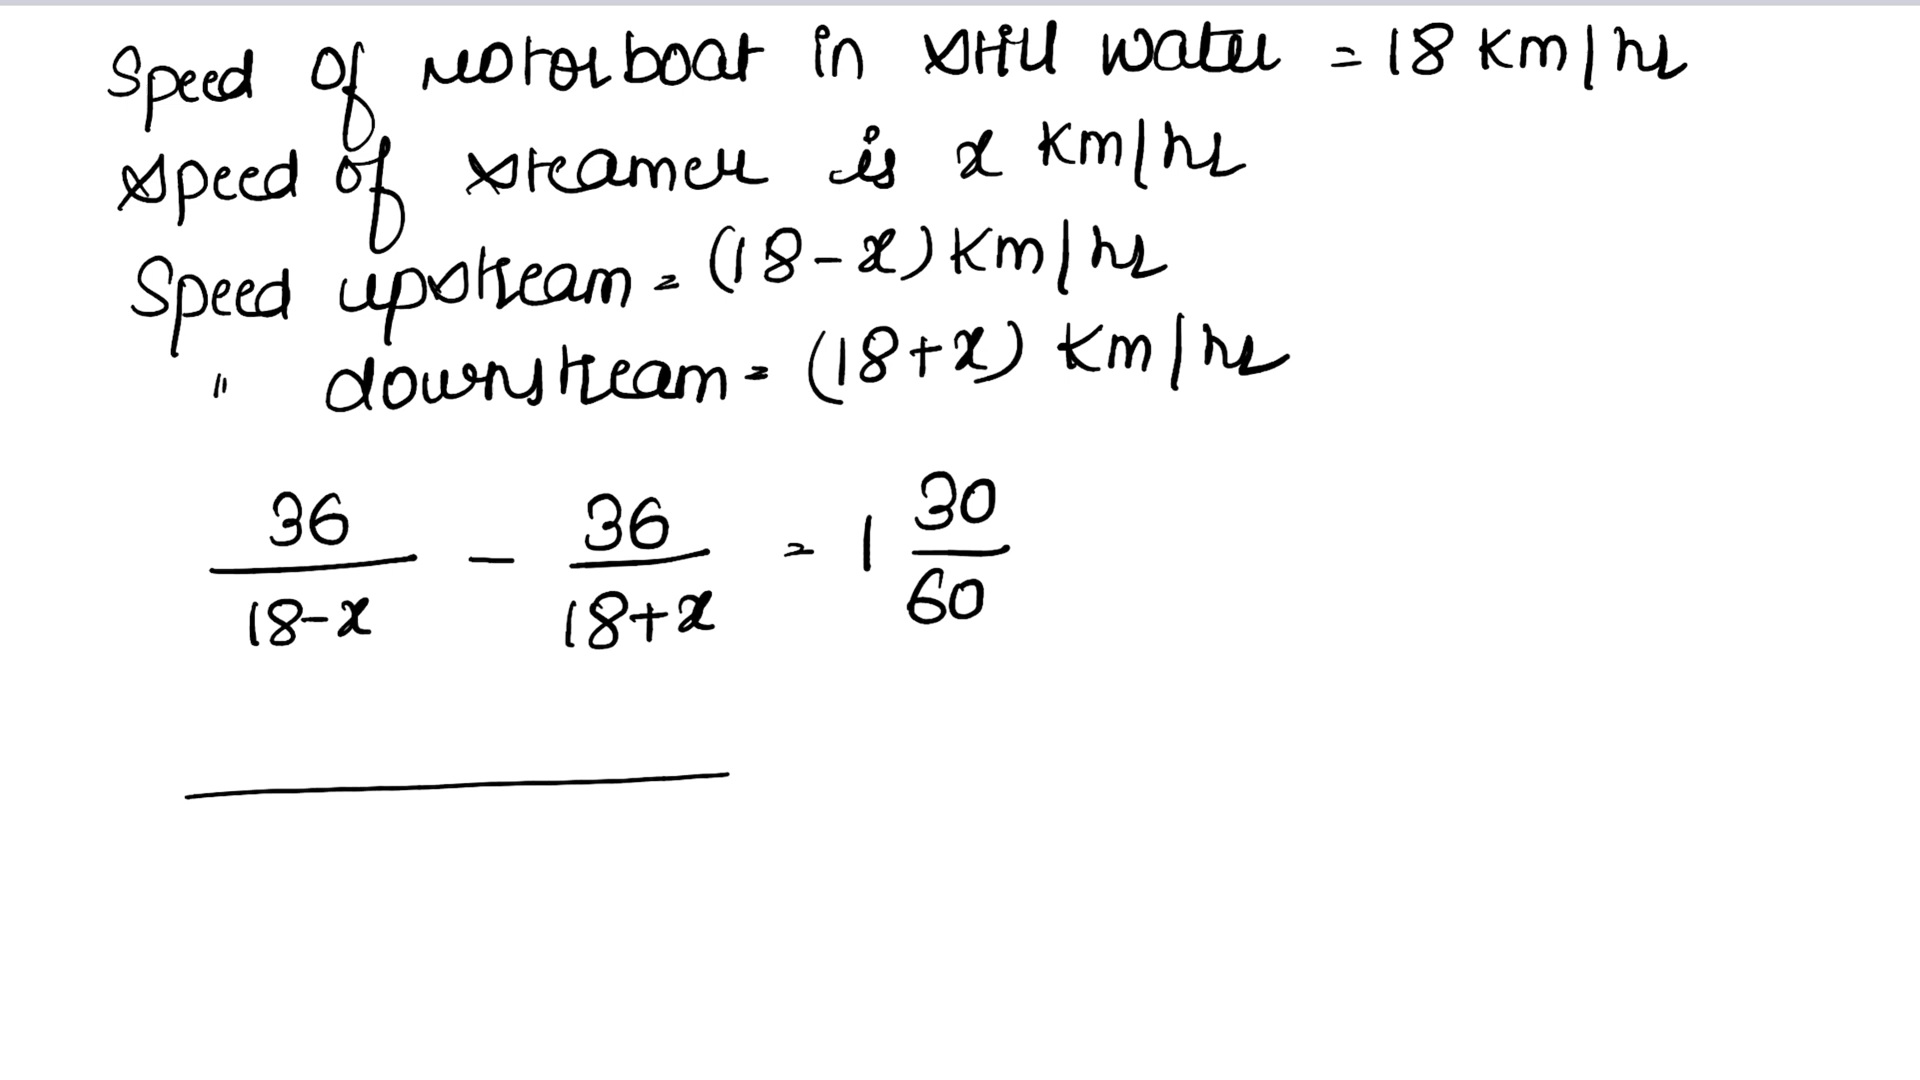 Speed of motorboat in still water = 18 Km/hr
speed of steamer is x Km/hr
Speed upstream = (18-x) Km/hr
" downstream = (18+x) Km/hr
36/(18-x) - 36/(18+x) = 1 30/60